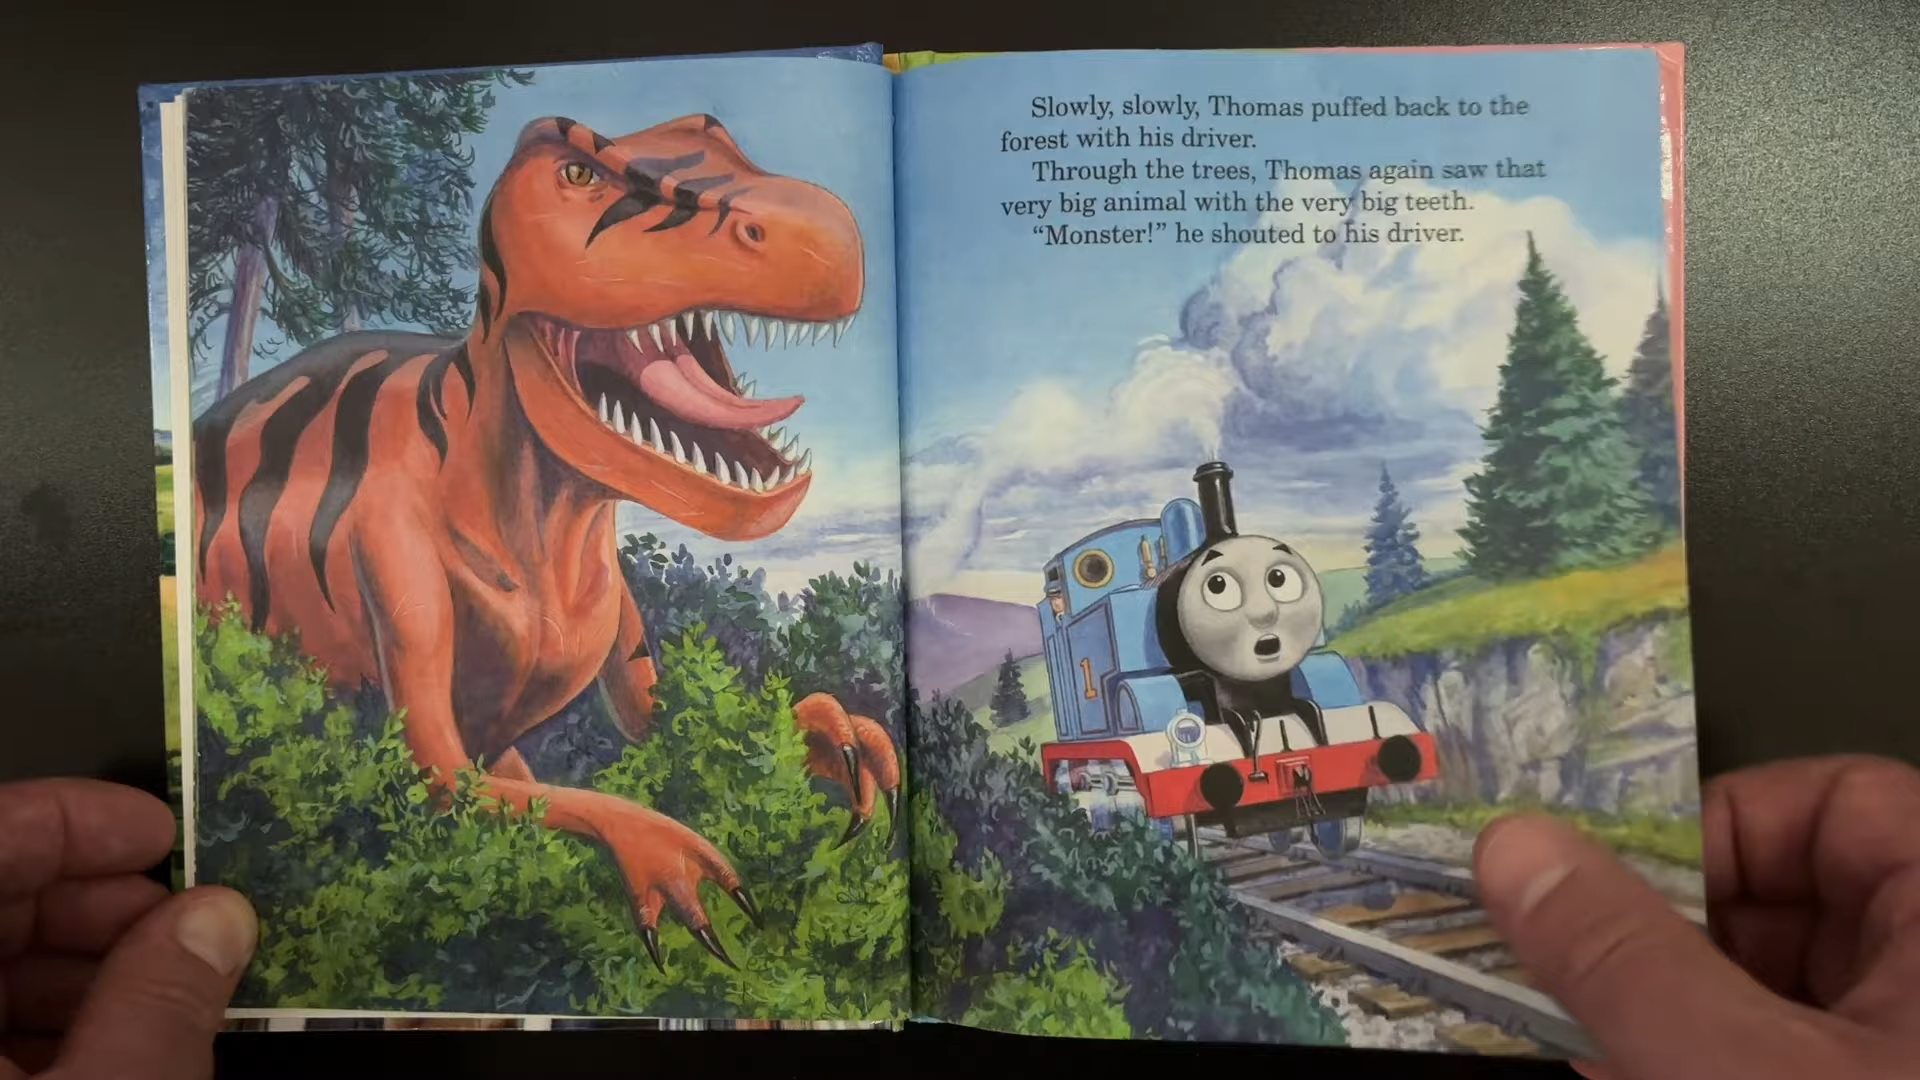 Slowly, slowly, Thomas puffed back to the
forest with his driver.
Through the trees, Thomas again saw that
very big animal with the very big teeth.
“Monster!” he shouted to his driver.
1